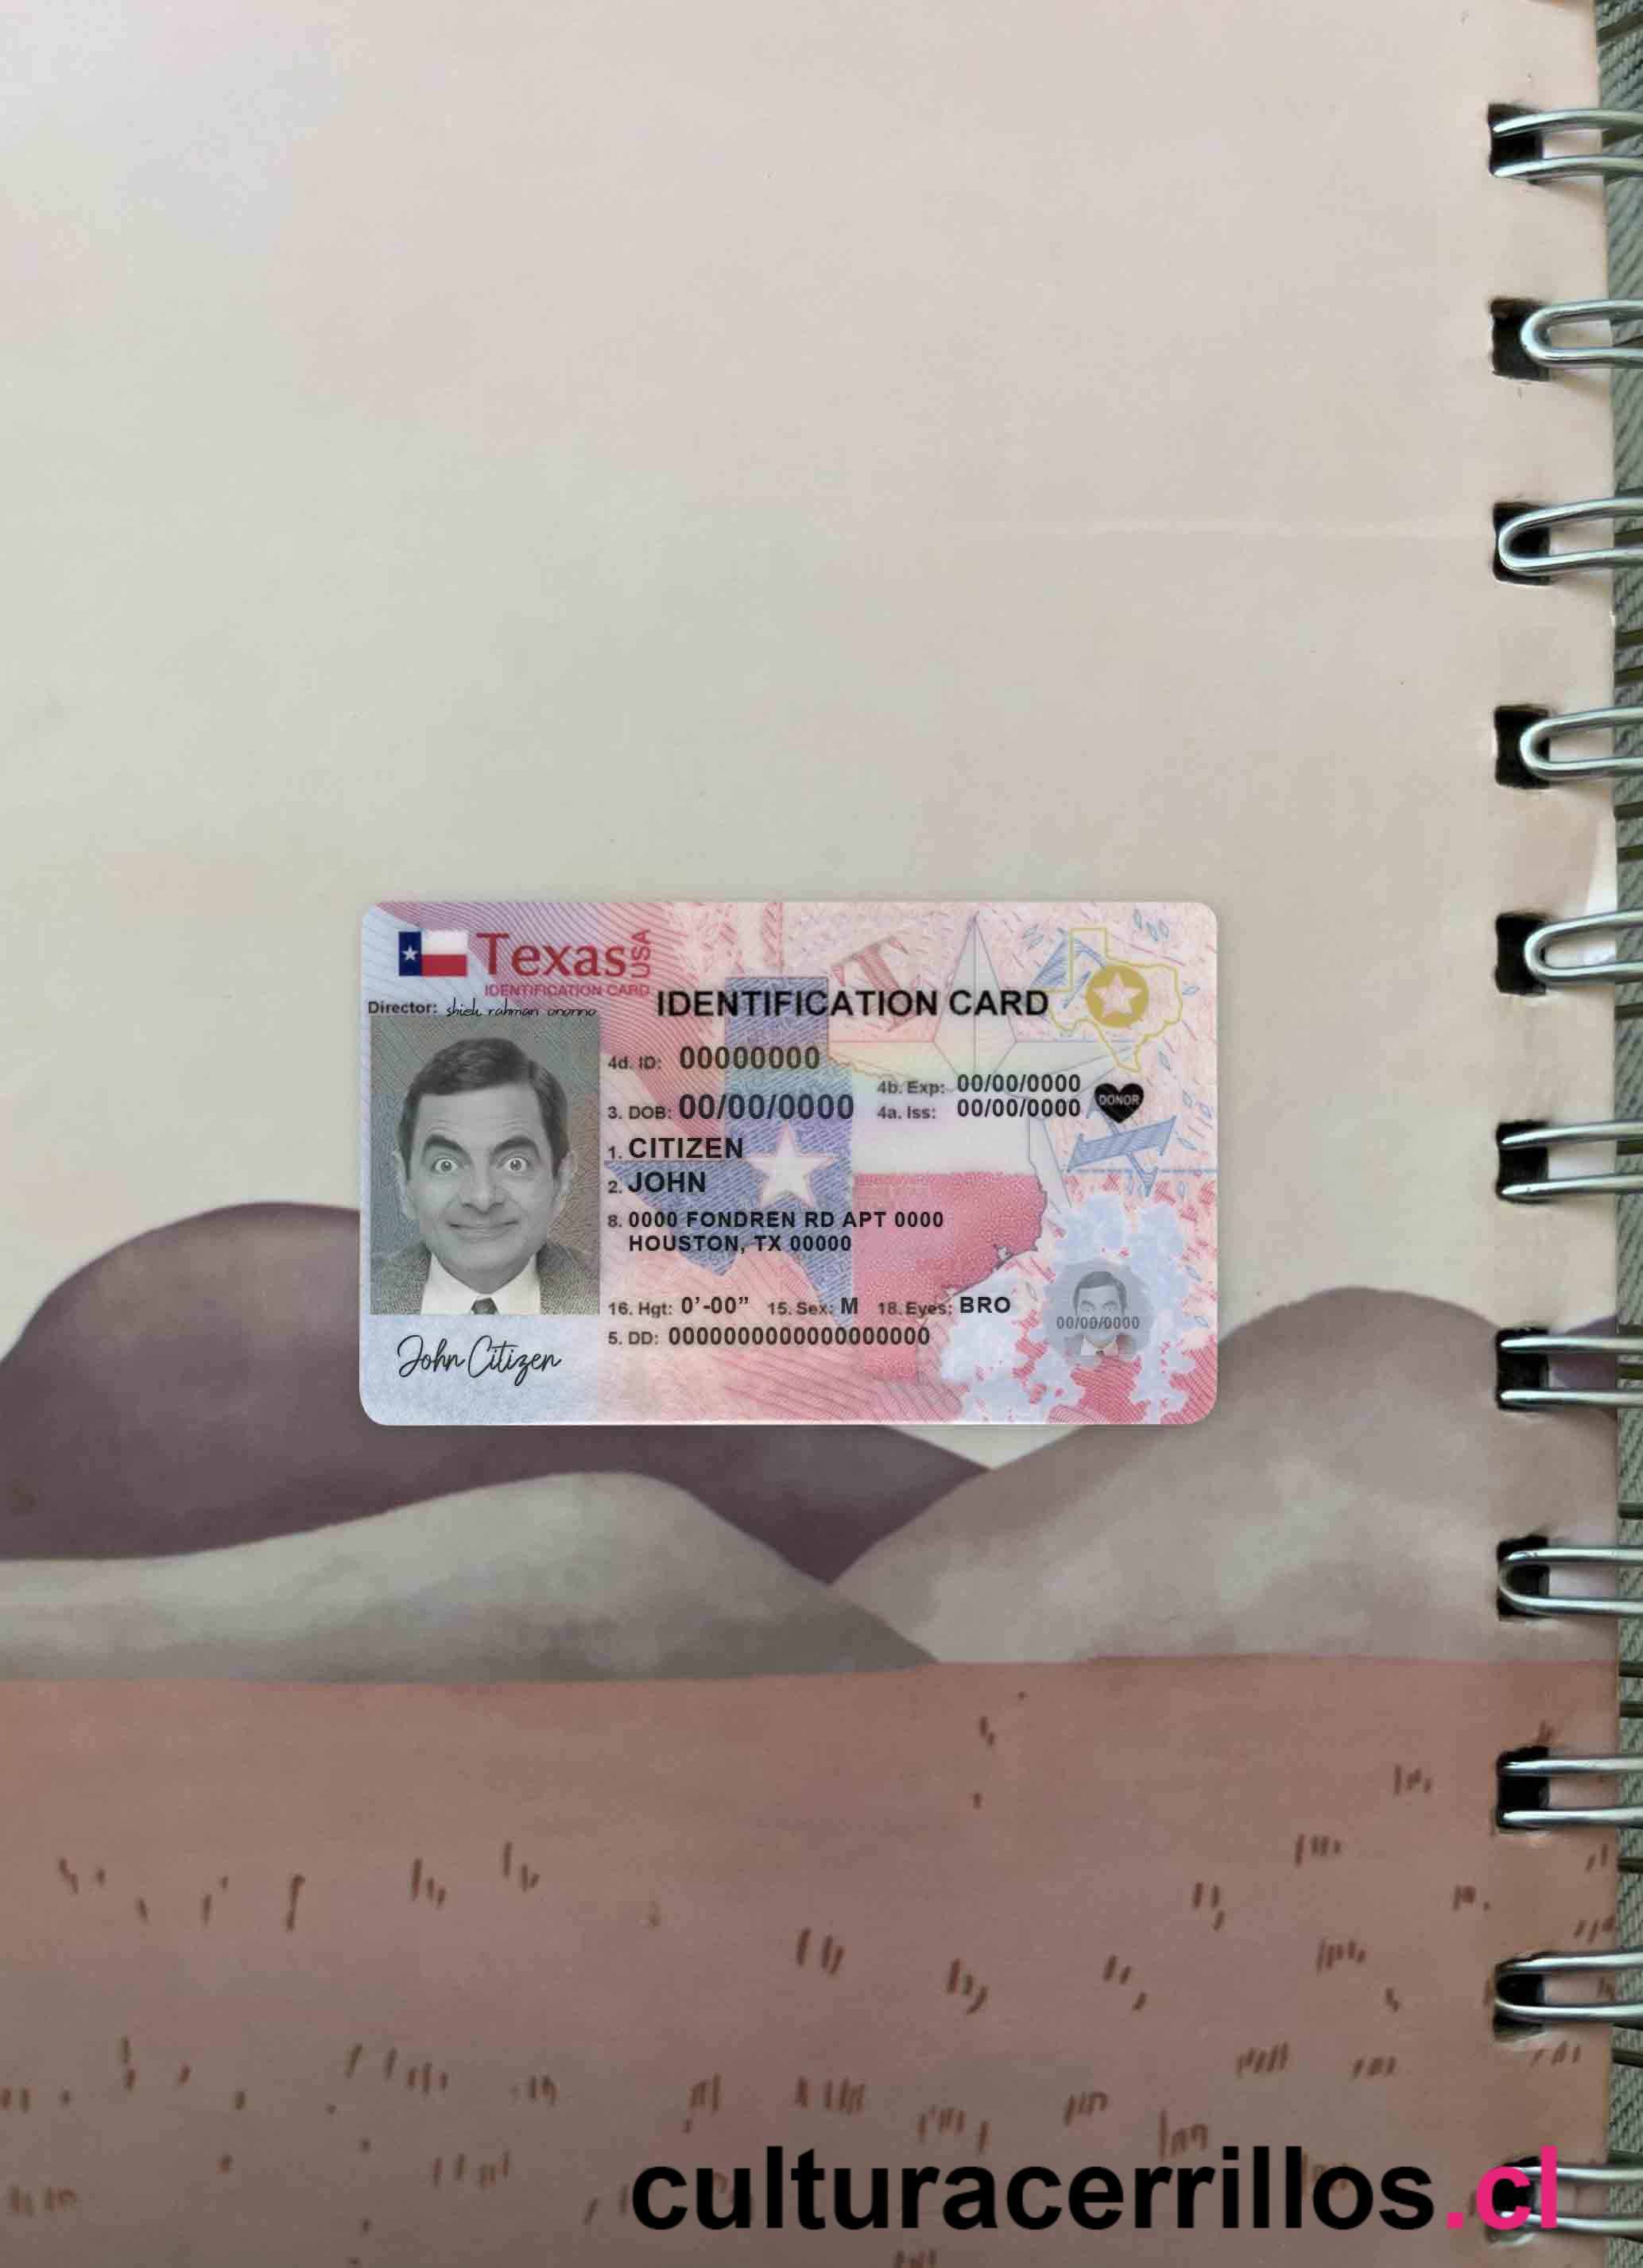 Texas USA
IDENTIFICATION CARD
Director: shieh rahman ononno
IDENTIFICATION CARD
4d. ID: 00000000
4b. Exp: 00/00/0000
3. DOB: 00/00/0000 4a. Iss: 00/00/0000
DONOR
1. CITIZEN
2. JOHN
8. 0000 FONDREN RD APT 0000
HOUSTON, TX 00000
16. Hgt: 0'-00” 15. Sex: M 18. Eyes: BRO
00/00/0000
5. DD: 00000000000000000000
John Citizen
culturacerrillos.cl